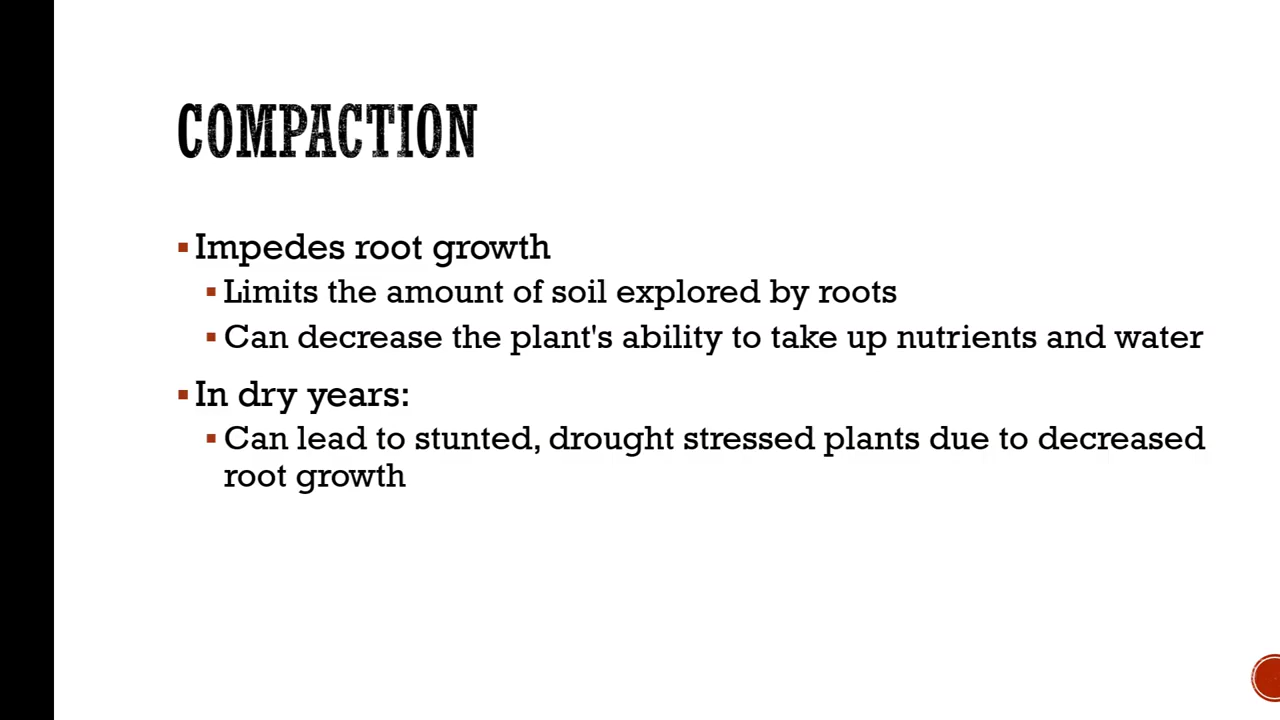 COMPACTION
Impedes root growth
Limits the amount of soil explored by roots
Can decrease the plant's ability to take up nutrients and water
In dry years:
Can lead to stunted, drought stressed plants due to decreased
root growth